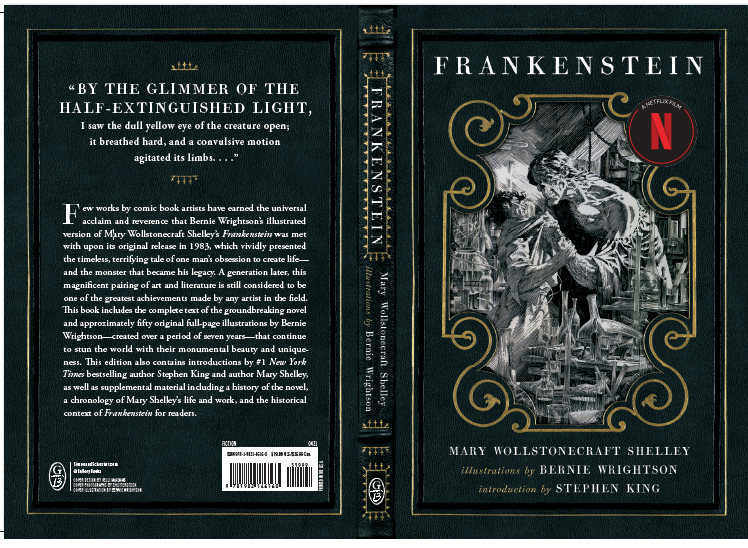 “BY THE GLIMMER OF THE
HALF-EXTINGUISHED LIGHT,
I saw the dull yellow eye of the creature open;
it breathed hard, and a convulsive motion
agitated its limbs. . . .”
Few works by comic book artists have earned the universal
acclaim and reverence that Bernie Wrightson’s illustrated
version of Mary Wollstonecraft Shelley’s Frankenstein was met
with upon its original release in 1983, which vividly presented
the timeless, terrifying tale of one man’s obsession to create life—
and the monster that became his legacy. A generation later, this
magnificent pairing of art and literature is still considered to be
one of the greatest achievements made by any artist in the field.
This book includes the complete text of the groundbreaking novel
and approximately fifty original full-page illustrations by Bernie
Wrightson—created over a period of seven years—that continue
to stun the world with their monumental beauty and unique-
ness. This edition also contains introductions by #1 New York
Times bestselling author Stephen King and author Mary Shelley,
as well as supplemental material including a history of the novel,
a chronology of Mary Shelley’s life and work, and the historical
context of Frankenstein for readers.
SimonandSchuster.com
@GalleryBooks
FICTION
FRANKENSTEIN
Mary Wollstonecraft Shelley
illustrations by Bernie Wrightson
GB
FRANKENSTEIN
A NETFLIX FILM
N
MARY WOLLSTONECRAFT SHELLEY
illustrations by BERNIE WRIGHTSON
introduction by STEPHEN KING